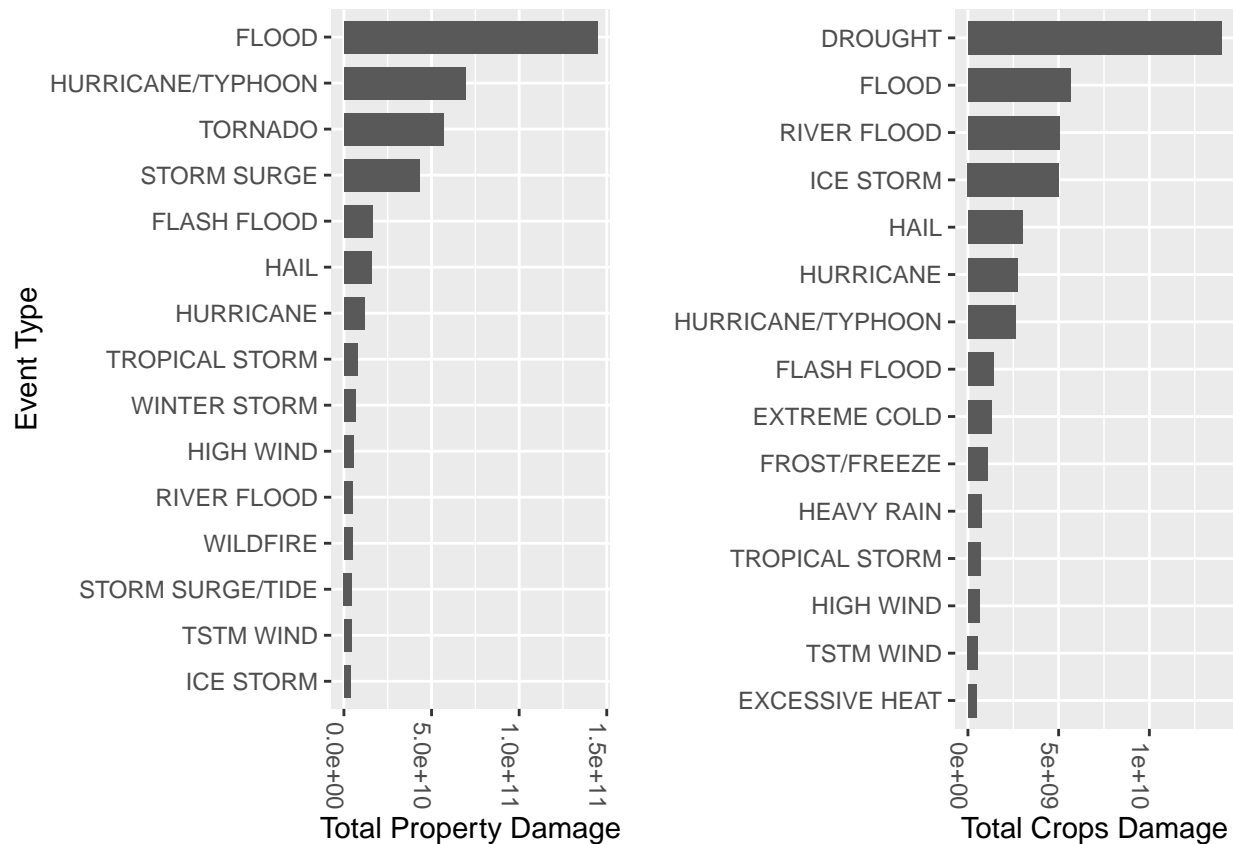 Event Type
FLOOD
HURRICANE/TYPHOON
TORNADO
STORM SURGE
FLASH FLOOD
HAIL
HURRICANE
TROPICAL STORM
WINTER STORM
HIGH WIND
RIVER FLOOD
WILDFIRE
STORM SURGE/TIDE
TSTM WIND
ICE STORM
0.0e+00
5.0e+10
1.0e+11
1.5e+11
Total Property Damage
DROUGHT
FLOOD
RIVER FLOOD
ICE STORM
HAIL
HURRICANE
HURRICANE/TYPHOON
FLASH FLOOD
EXTREME COLD
FROST/FREEZE
HEAVY RAIN
TROPICAL STORM
HIGH WIND
TSTM WIND
EXCESSIVE HEAT
0e+00
5e+09
1e+10
Total Crops Damage